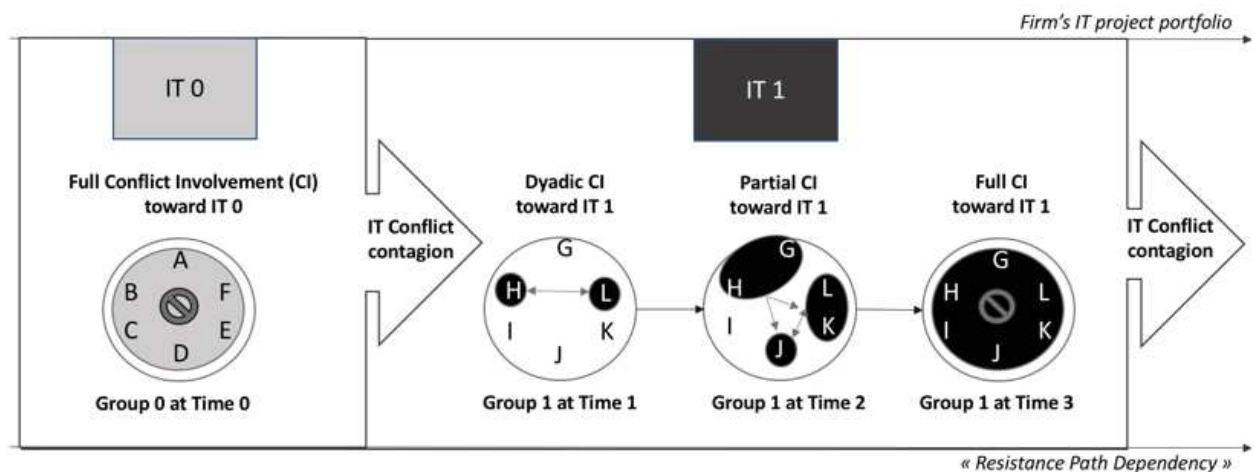 Firm's IT project portfolio
IT 0
IT 1
Full Conflict Involvement (CI)
toward IT 0
Dyadic CI
toward IT 1
Partial CI
toward IT 1
Full CI
toward IT 1
IT Conflict
contagion
IT Conflict
contagion
A
B
F
C
E
D
G
H
L
I
K
J
G
H
L
I
K
J
G
H
L
I
K
J
Group 0 at Time 0
Group 1 at Time 1
Group 1 at Time 2
Group 1 at Time 3
« Resistance Path Dependency »